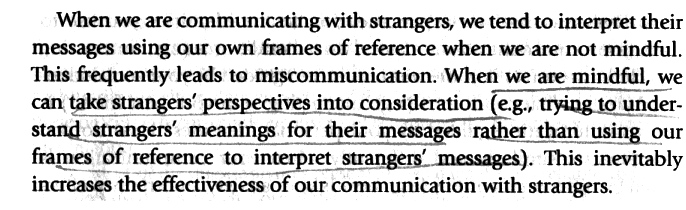 When we are communicating with strangers, we tend to interpret their
messages using our own frames of reference when we are not mindful.
This frequently leads to miscommunication. When we are mindful, we
can take strangers' perspectives into consideration (e.g., trying to under-
stand strangers' meanings for their messages rather than using our
frames of reference to interpret strangers' messages). This inevitably
increases the effectiveness of our communication with strangers.